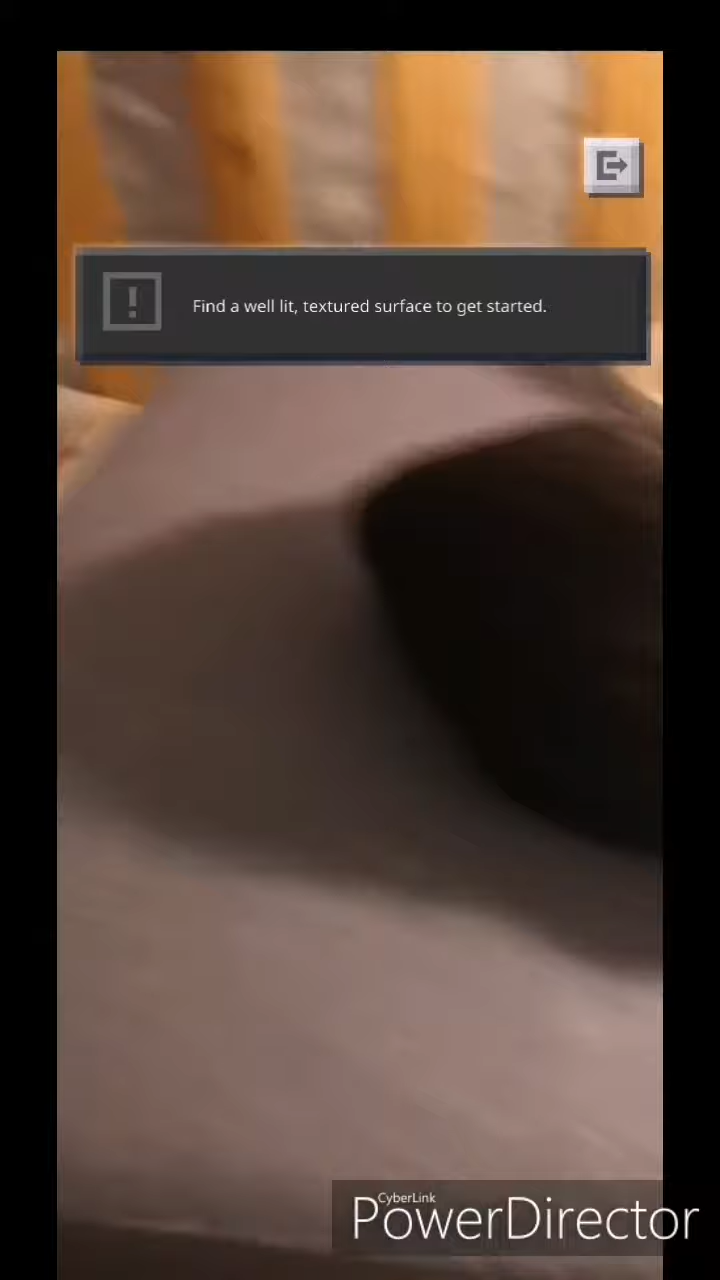 Find a well lit, textured surface to get started.
CyberLink
PowerDirector